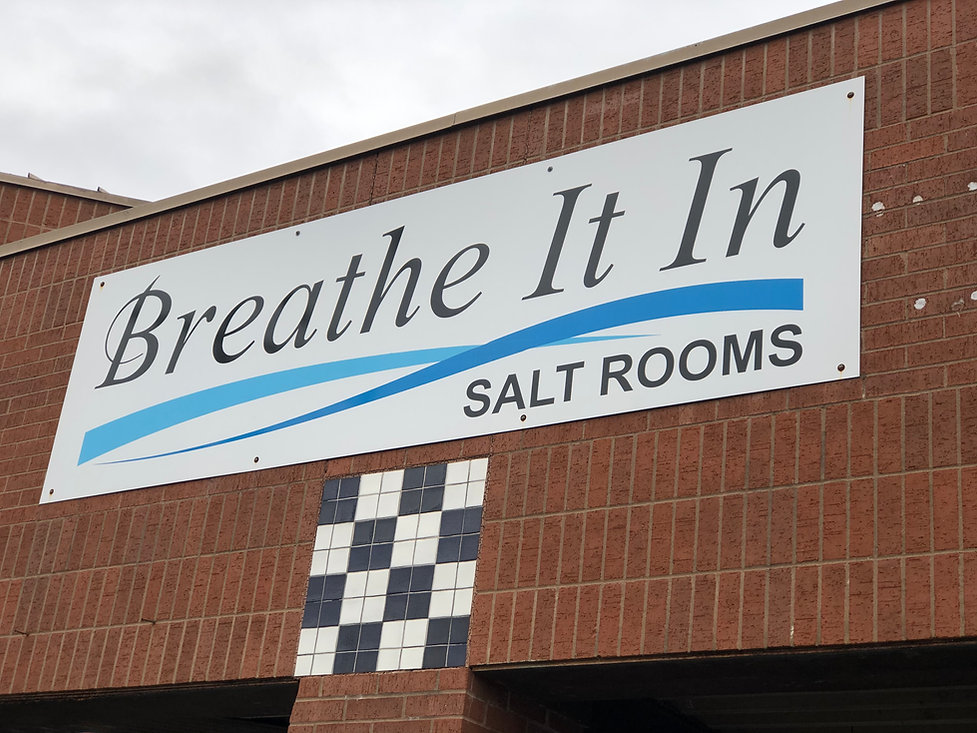 Breathe It In
SALT ROOMS